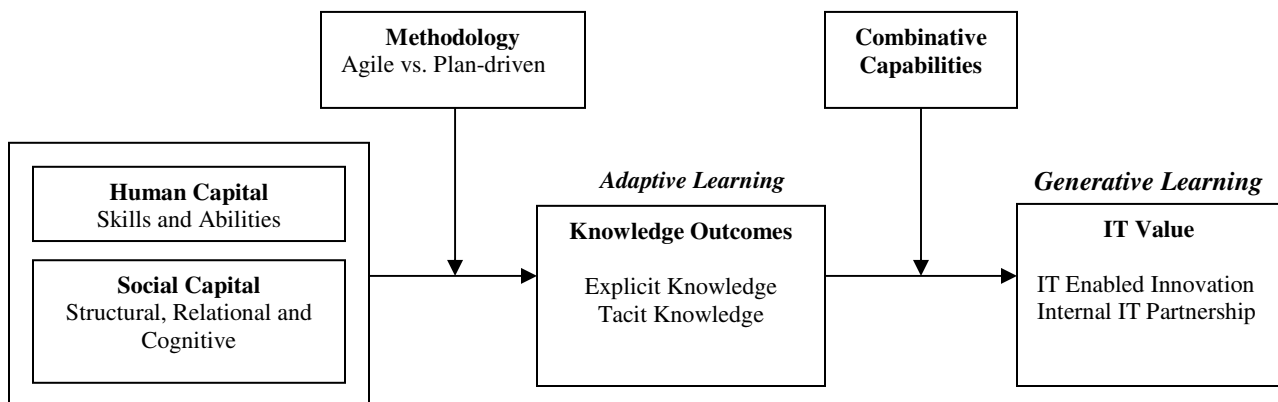 Methodology
Agile vs. Plan-driven
Combinative
Capabilities
Human Capital
Skills and Abilities
Social Capital
Structural, Relational and
Cognitive
Adaptive Learning
Knowledge Outcomes
Explicit Knowledge
Tacit Knowledge
Generative Learning
IT Value
IT Enabled Innovation
Internal IT Partnership